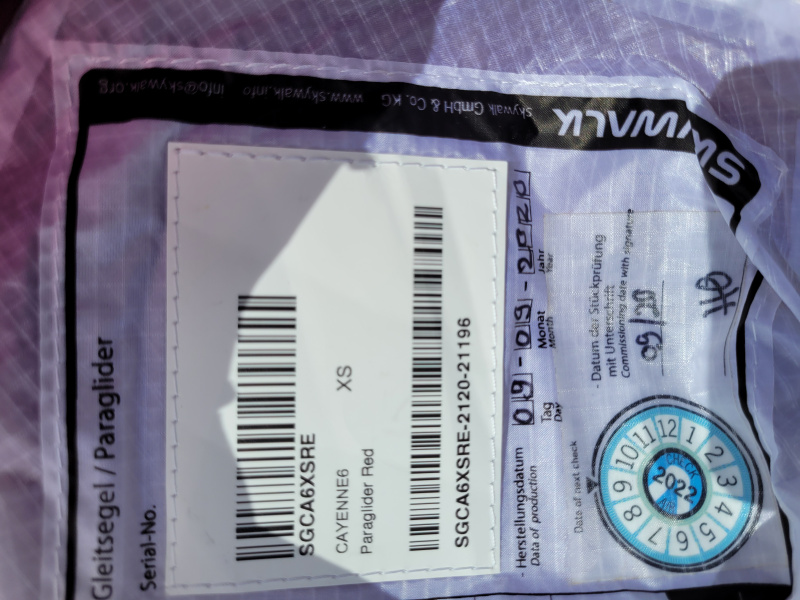 SKYWALK
skywalk GmbH & Co. KG www.skywalk.info info@skywalk.org
Gleitsegel / Paraglider
Serial-No.
SGCA6XSRE
CAYENNE6 XS
Paraglider Red
SGCA6XSRE-2120-21196
- Herstellungsdatum 09-09-2020
Data of production Tag Monat Jahr
Day Month Year
- Datum der Stückprüfung
mit Unterschrift
Commissioning date with signature
09/20
Date of next check
1 2 3 4 5 6 7 8 9 10 11 12
CHECK
2022